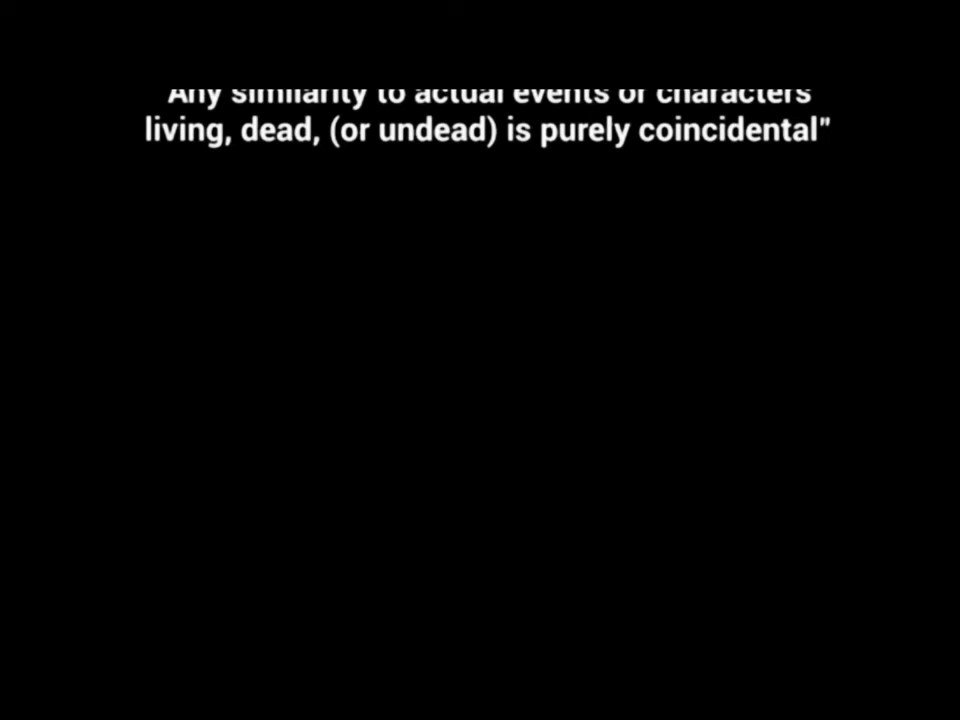 Any similarity to actual events or characters
living, dead, (or undead) is purely coincidental"